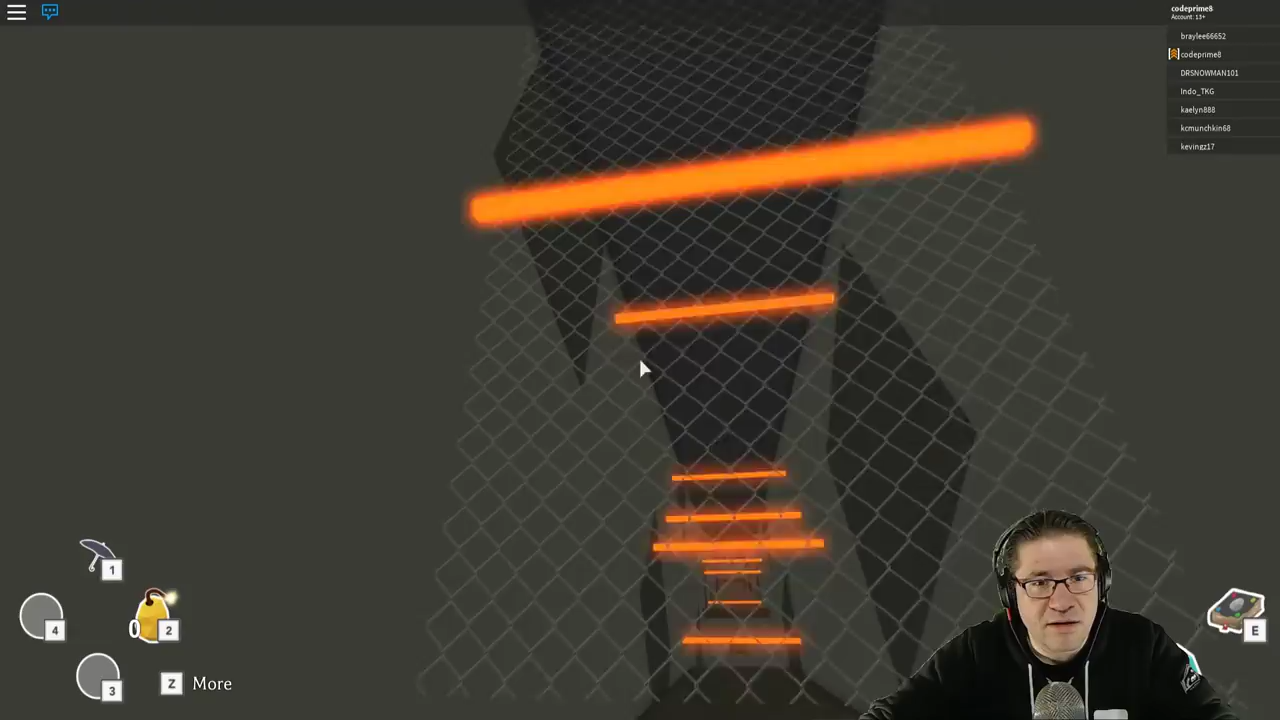 codeprime8
Account: 13+
braylee66652
codeprime8
DRSNOWMAN101
Indo_TKG
kaelyn888
kcmunchkin68
kevingz17
1
4
0
2
3
Z
More
E